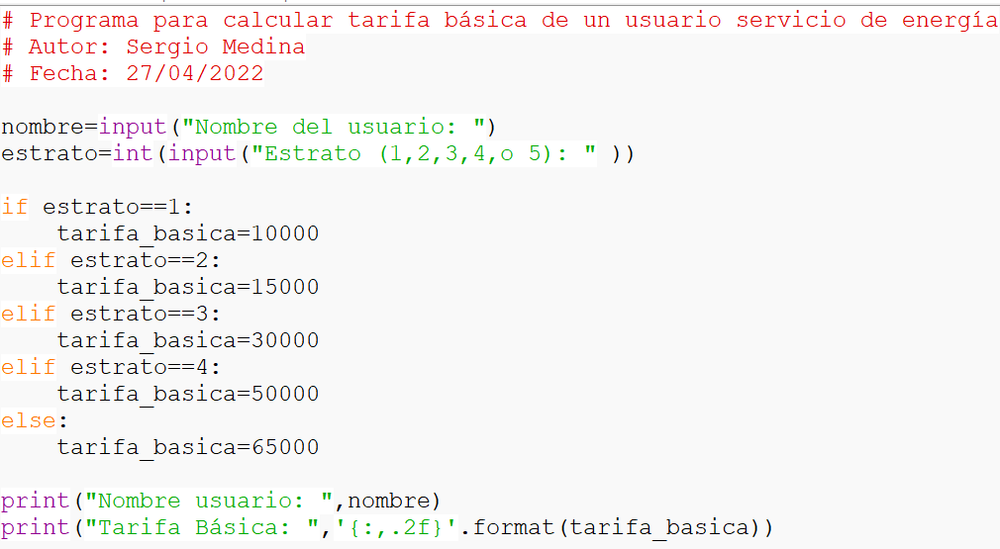 # Programa para calcular tarifa básica de un usuario servicio de energía
# Autor: Sergio Medina
# Fecha: 27/04/2022
nombre=input("Nombre del usuario: ")
estrato=int(input("Estrato (1,2,3,4,o 5): " ))
if estrato==1:
    tarifa_basica=10000
elif estrato==2:
    tarifa_basica=15000
elif estrato==3:
    tarifa_basica=30000
elif estrato==4:
    tarifa_basica=50000
else:
    tarifa_basica=65000
print("Nombre usuario: ",nombre)
print("Tarifa Básica: ",'{:,.2f}'.format(tarifa_basica))